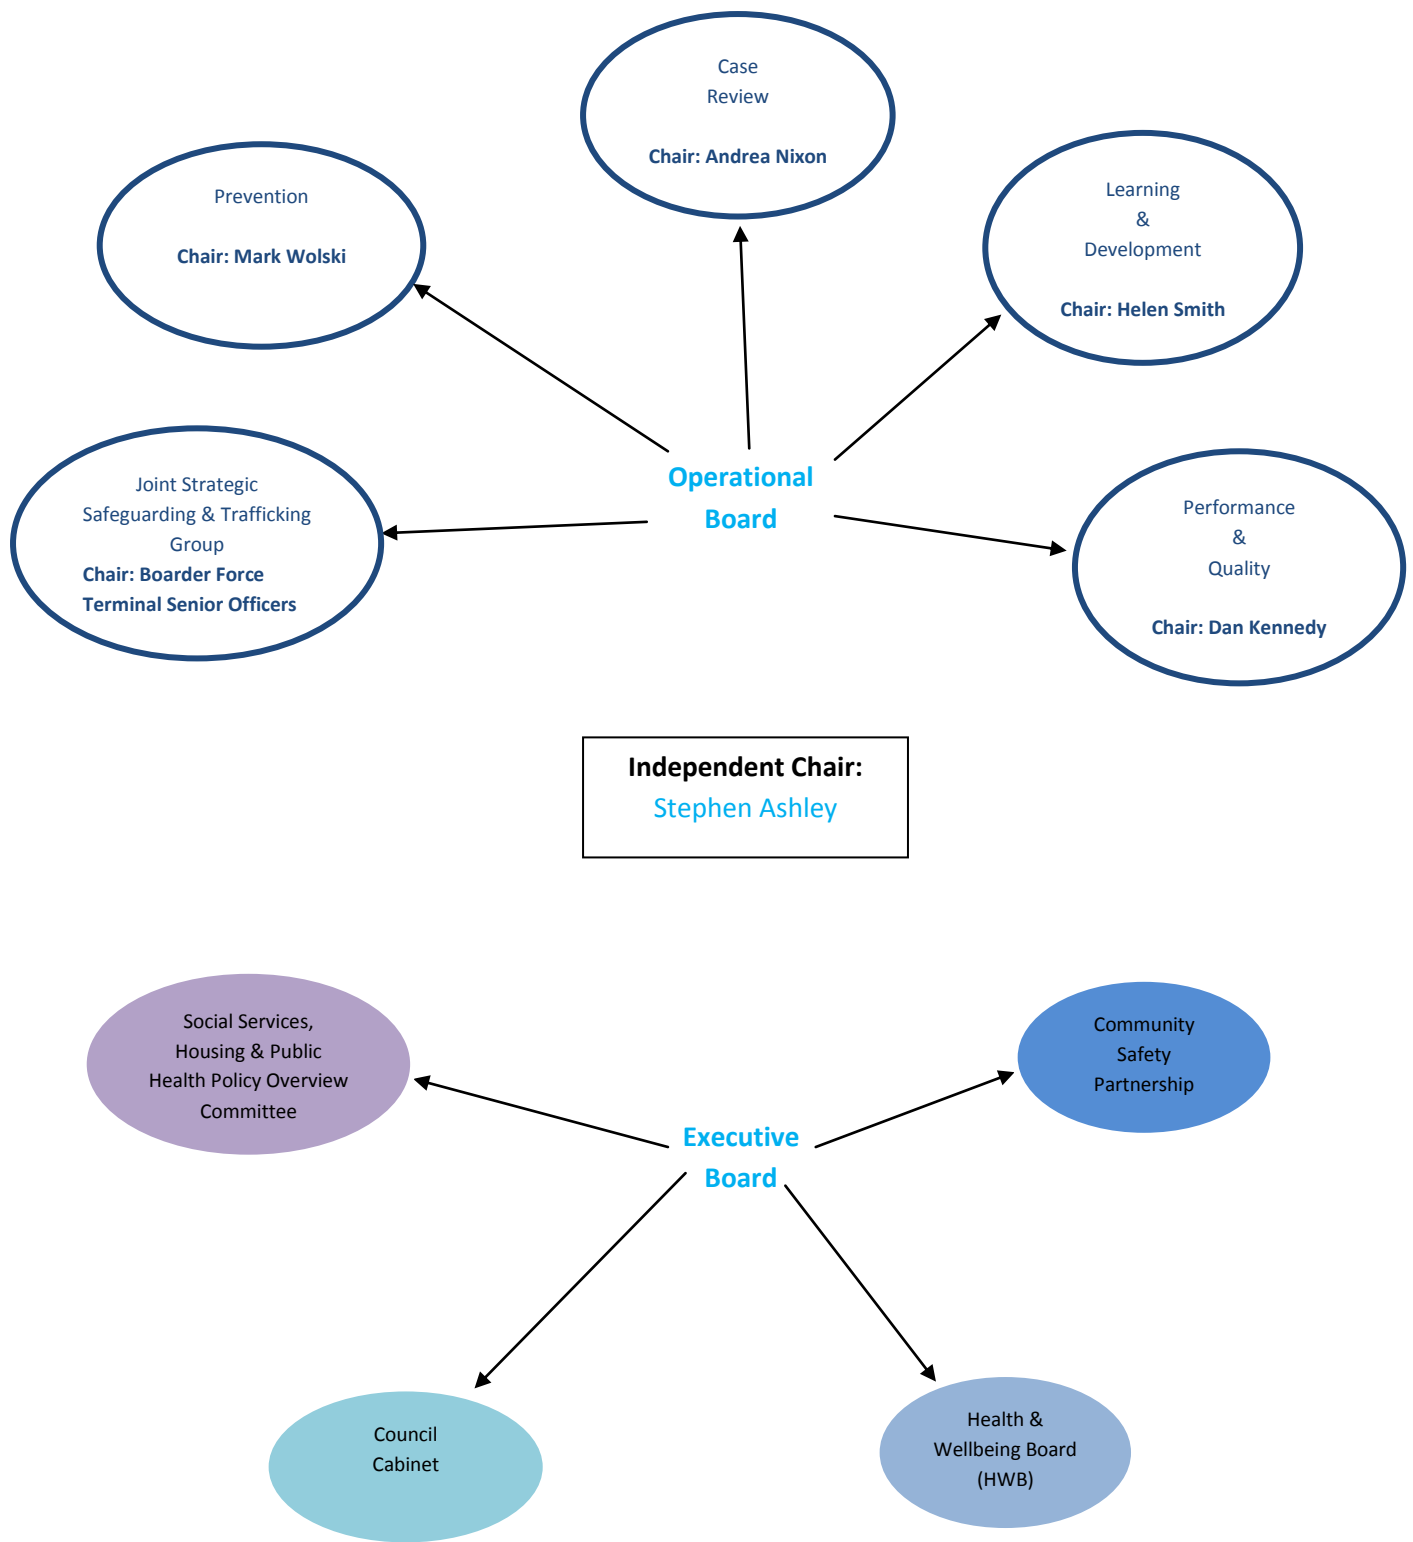 Case
Review
Chair: Andrea Nixon
Prevention
Chair: Mark Wolski
Learning
&
Development
Chair: Helen Smith
Operational
Board
Joint Strategic
Safeguarding & Trafficking
Group
Chair: Boarder Force
Terminal Senior Officers
Performance
&
Quality
Chair: Dan Kennedy
Independent Chair:
Stephen Ashley
Social Services,
Housing & Public
Health Policy Overview
Committee
Community
Safety
Partnership
Executive
Board
Council
Cabinet
Health &
Wellbeing Board
(HWB)